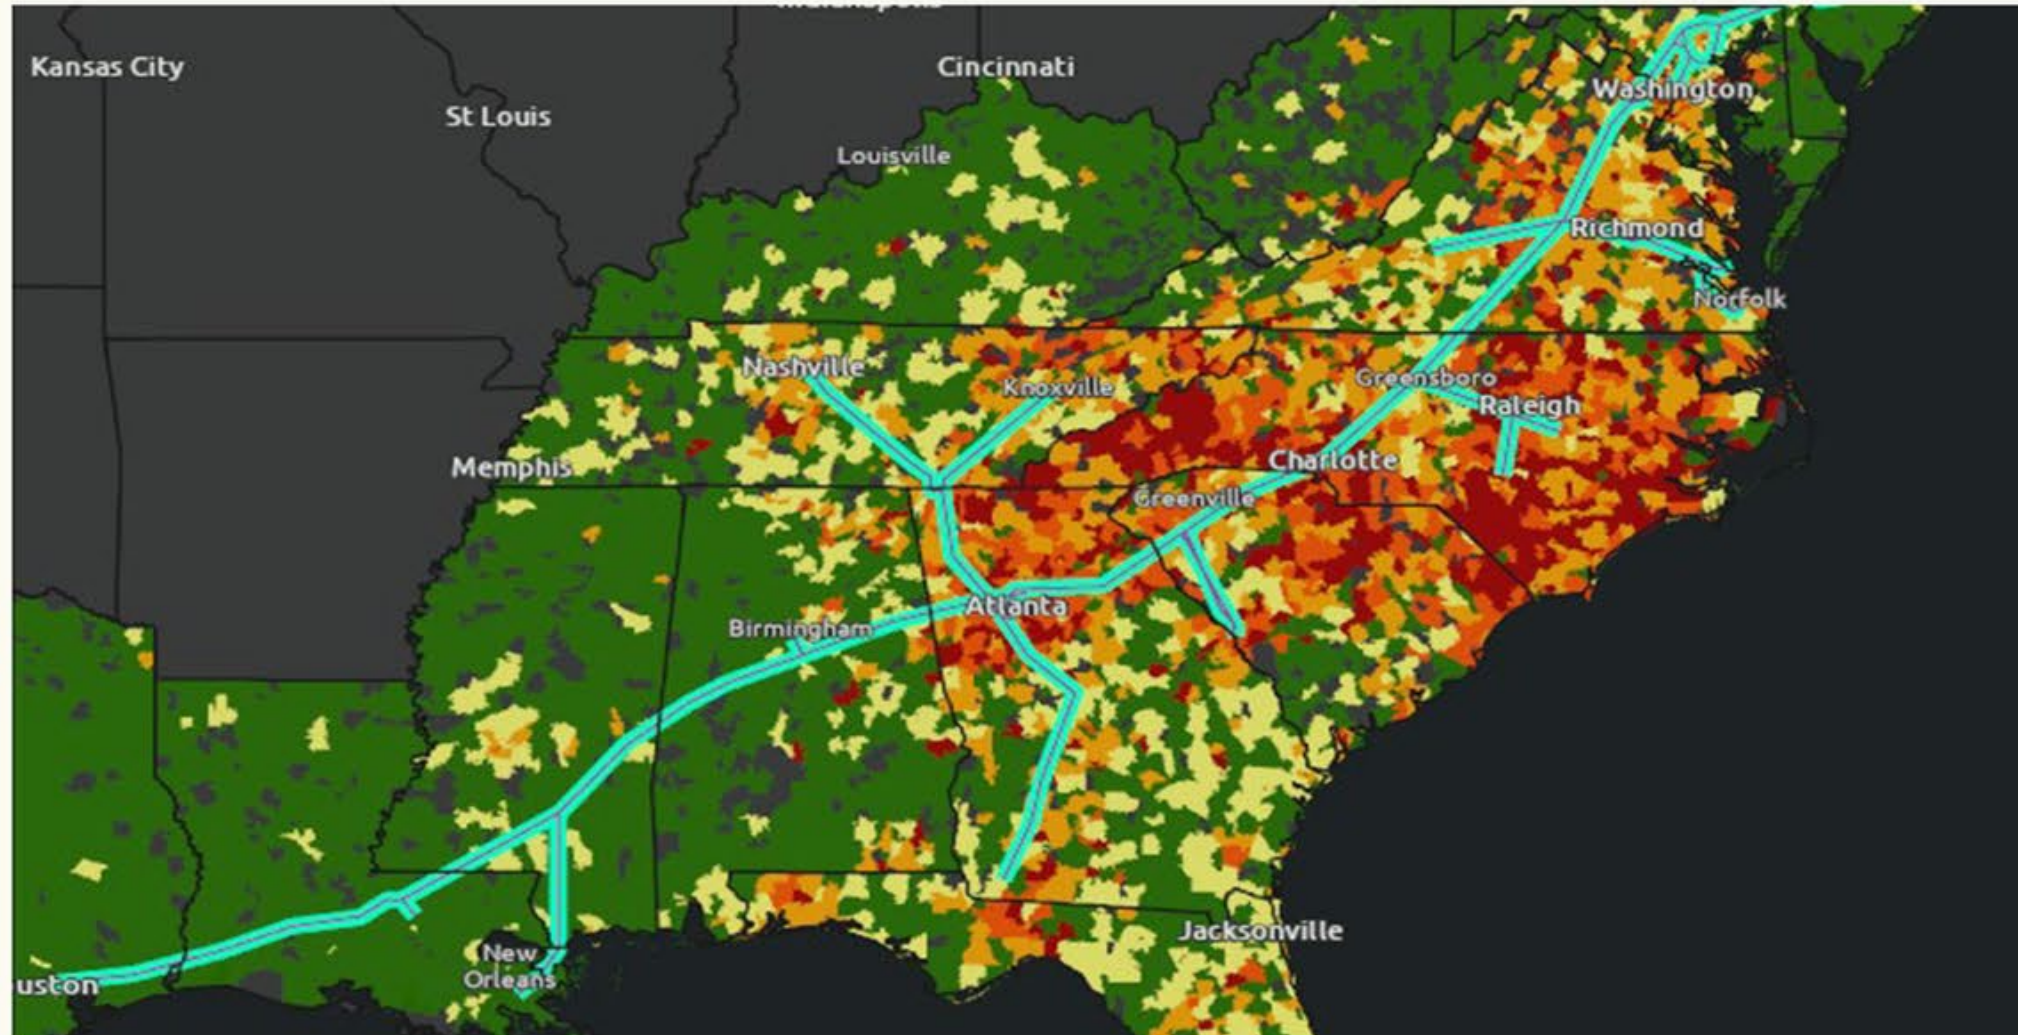 Kansas City
Cincinnati
St Louis
Washington
Louisville
Richmond
Norfolk
Nashville
Knoxville
Greensboro
Raleigh
Memphis
Charlotte
Greenville
Atlanta
Birmingham
Jacksonville
New
Orleans
uston